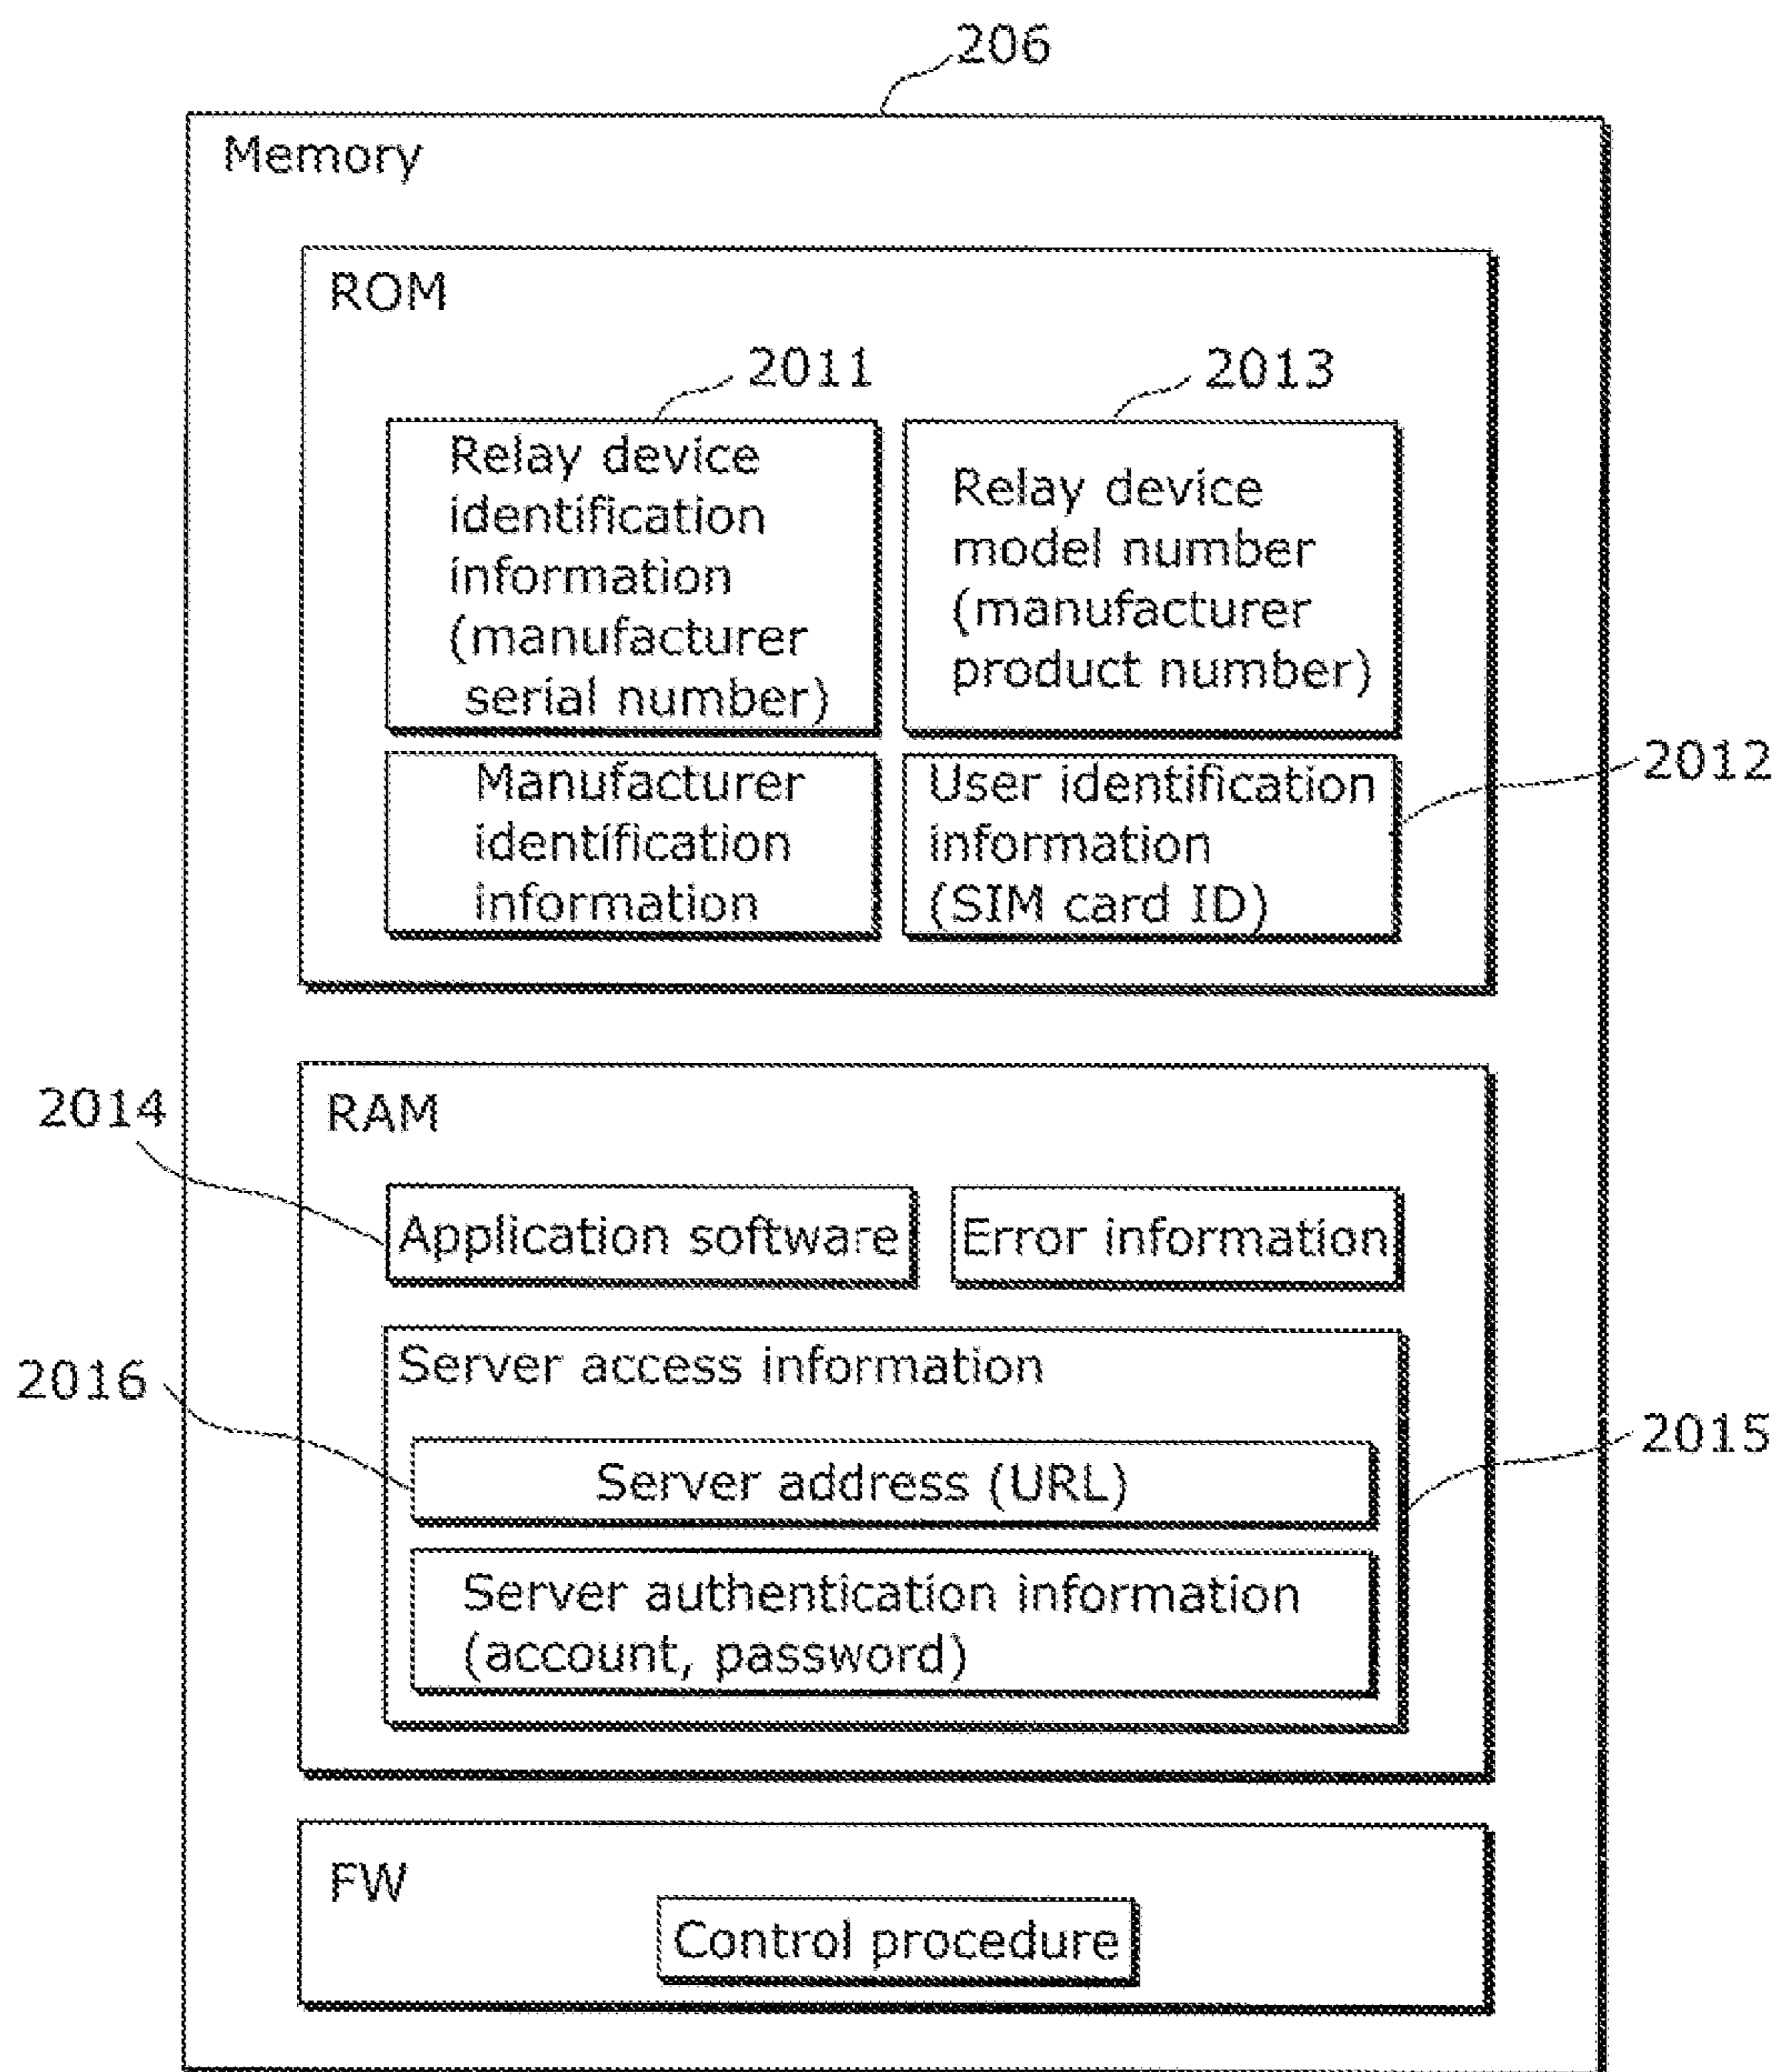 206
Memory
ROM
2011
2013
Relay device
identification
information
(manufacturer
serial number)
Relay device
model number
(manufacturer
product number)
Manufacturer
identification
information
User identification
information
(SIM card ID)
2012
2014
RAM
Application software
Error information
2016
Server access information
2015
Server address (URL)
Server authentication information
(account, password)
FW
Control procedure